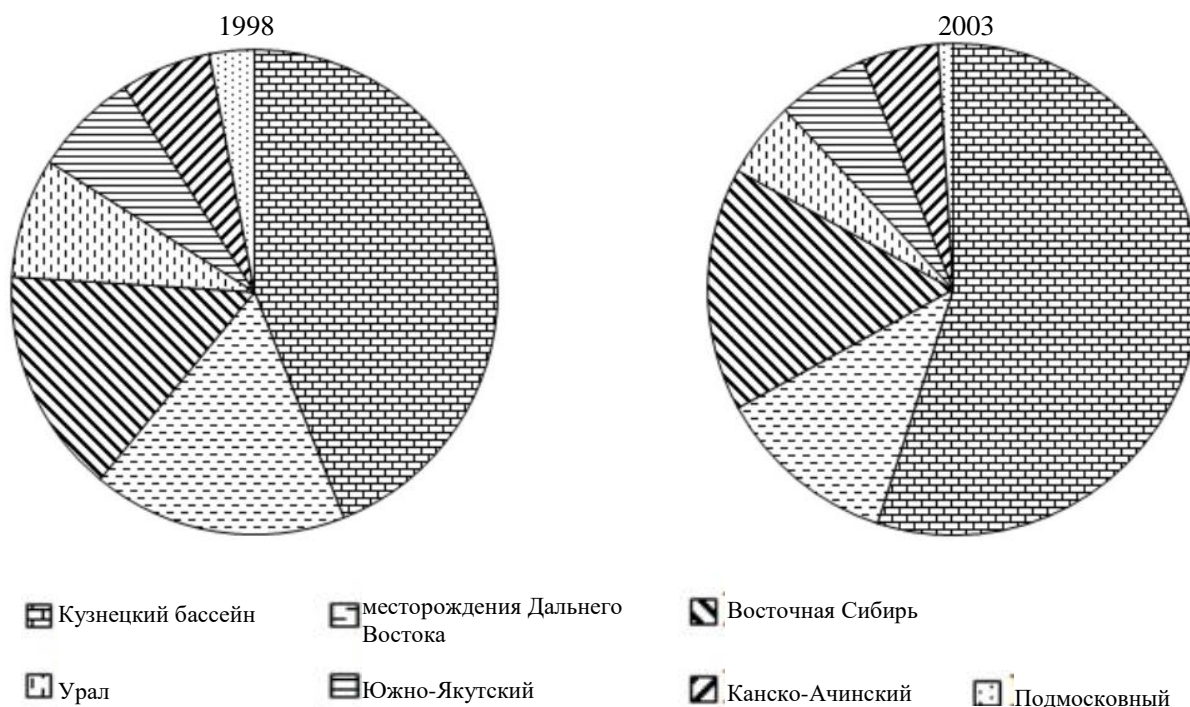 1998
2003
Кузнецкий бассейн
месторождения Дальнего
Востока
Восточная Сибирь
Урал
Южно-Якутский
Канско-Ачинский
Подмосковный